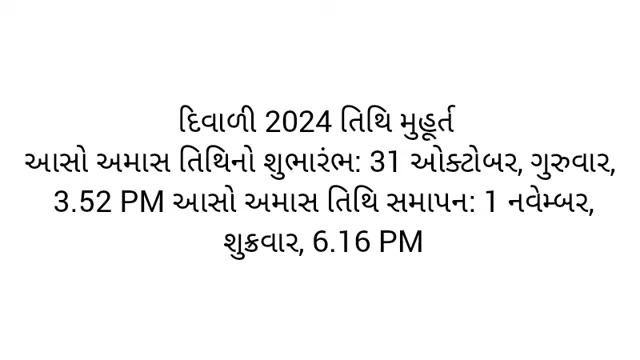 દિવાળી 2024 તિથિ મુહૂર્ત
આસો અમાસ તિથિનો શુભારંભ: 31 ઓક્ટોબર, ગુરુવાર,
3.52 PM આસો અમાસ તિથિ સમાપન: 1 નવેમ્બર,
શુક્રવાર, 6.16 PM